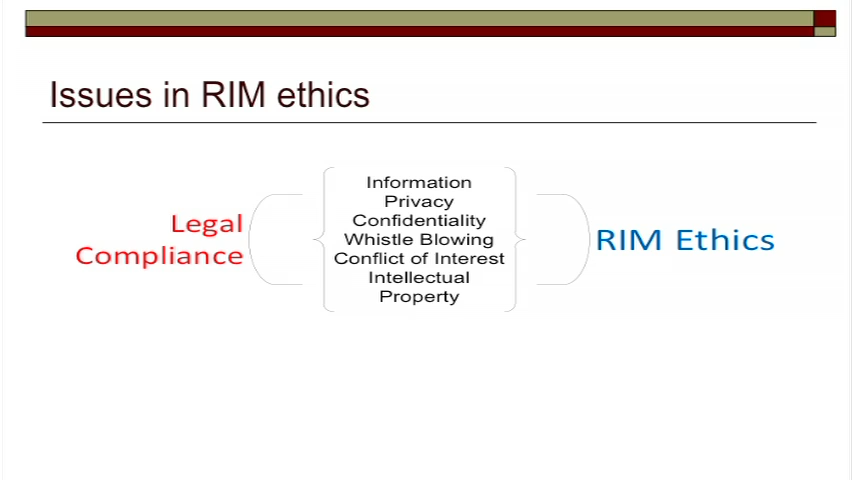 Issues in RIM ethics
Legal
Compliance
Information
Privacy
Confidentiality
Whistle Blowing
Conflict of Interest
Intellectual
Property
RIM Ethics